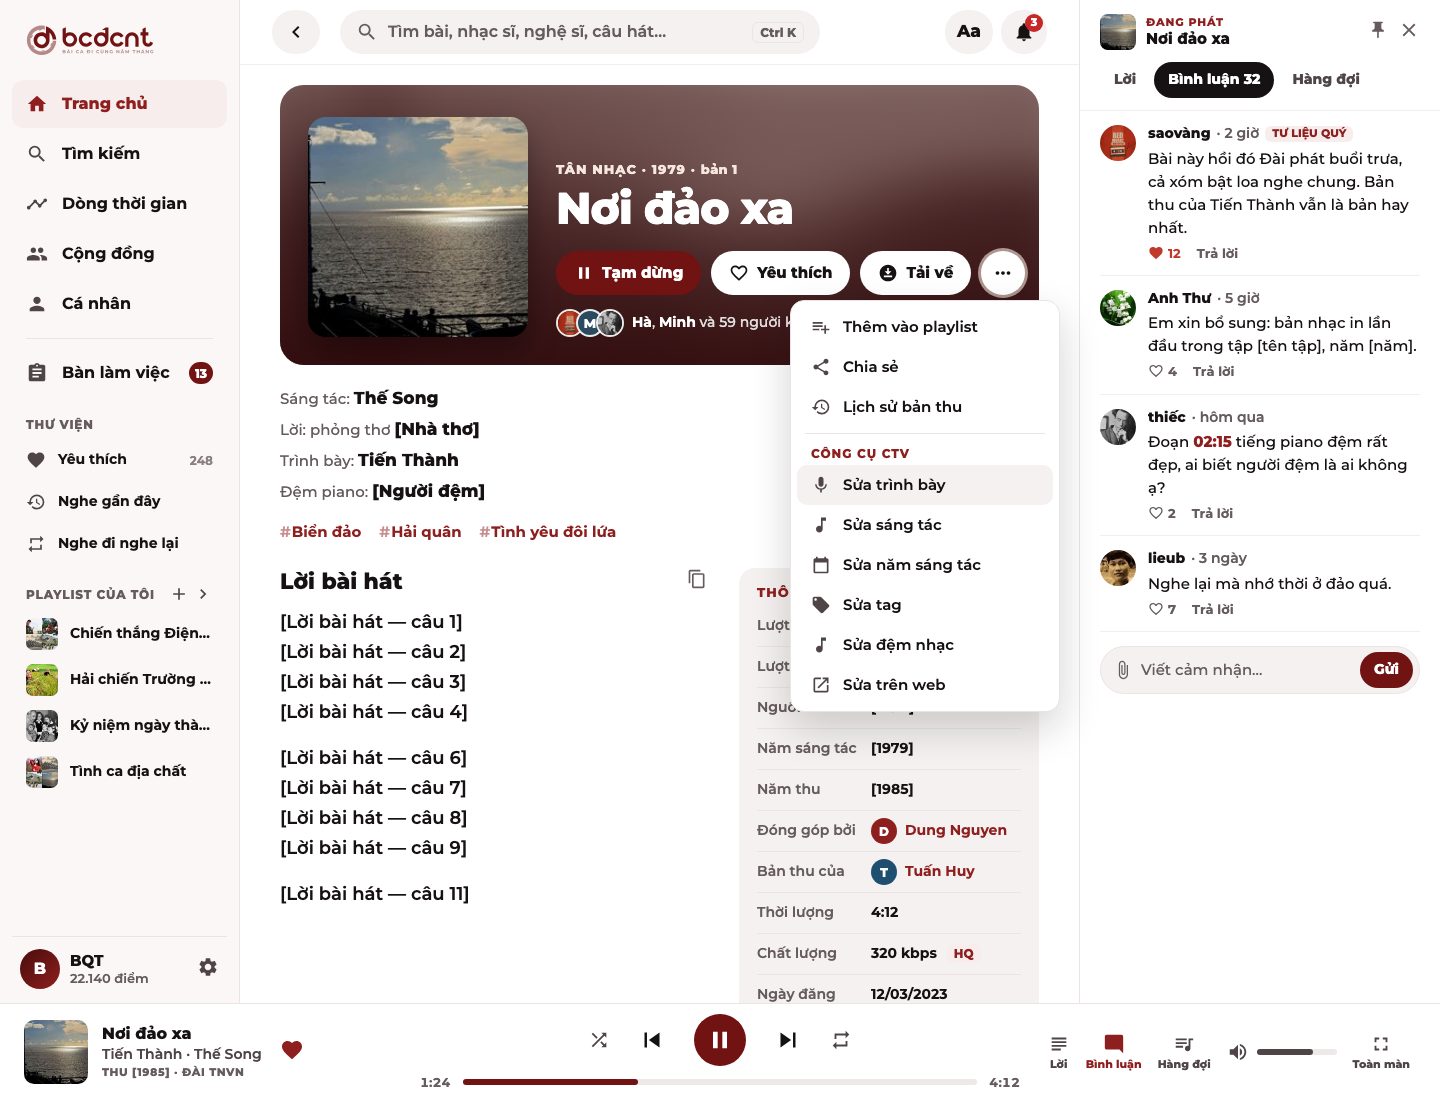 bcdcnt
BÀI CA ĐI CÙNG NĂM THÁNG
Trang chủ
Tìm kiếm
Dòng thời gian
Cộng đồng
Cá nhân
Bàn làm việc 13
THƯ VIỆN
Yêu thích 248
Nghe gần đây
Nghe đi nghe lại
PLAYLIST CỦA TÔI
Chiến thắng Điện...
Hải chiến Trường ...
Kỷ niệm ngày thà...
Tình ca địa chất
B
BQT
22.140 điểm
Tìm bài, nhạc sĩ, nghệ sĩ, câu hát... Ctrl K
Aa
3
TÂN NHẠC • 1979 • bản 1
Nơi đảo xa
Tạm dừng
Yêu thích
Tải về
M
Hà, Minh và 59 người k
Sáng tác: Thế Song
Lời: phỏng thơ [Nhà thơ]
Trình bày: Tiến Thành
Đệm piano: [Người đệm]
#Biển đảo #Hải quân #Tình yêu đôi lứa
Lời bài hát
[Lời bài hát — câu 1]
[Lời bài hát — câu 2]
[Lời bài hát — câu 3]
[Lời bài hát — câu 4]
[Lời bài hát — câu 6]
[Lời bài hát — câu 7]
[Lời bài hát — câu 8]
[Lời bài hát — câu 9]
[Lời bài hát — câu 11]
Thêm vào playlist
Chia sẻ
Lịch sử bản thu
CÔNG CỤ CTV
Sửa trình bày
Sửa sáng tác
Sửa năm sáng tác
Sửa tag
Sửa đệm nhạc
Sửa trên web
THÔ
Lượt
Lượt
Ngườ
Năm sáng tác [1979]
Năm thu [1985]
Đóng góp bởi D Dung Nguyen
Bản thu của T Tuấn Huy
Thời lượng 4:12
Chất lượng 320 kbps HQ
Ngày đăng 12/03/2023
ĐANG PHÁT
Nơi đảo xa
Lời
Bình luận 32
Hàng đợi
saovàng · 2 giờ TƯ LIỆU QUÝ
Bài này hồi đó Đài phát buổi trưa,
cả xóm bật loa nghe chung. Bản
thu của Tiến Thành vẫn là bản hay
nhất.
12 Trả lời
Anh Thư · 5 giờ
Em xin bổ sung: bản nhạc in lần
đầu trong tập [tên tập], năm [năm].
4 Trả lời
thiếc · hôm qua
Đoạn 02:15 tiếng piano đệm rất
đẹp, ai biết người đệm là ai không
ạ?
2 Trả lời
lieub · 3 ngày
Nghe lại mà nhớ thời ở đảo quá.
7 Trả lời
Viết cảm nhận...
Gửi
Nơi đảo xa
Tiến Thành · Thế Song
THU [1985] • ĐÀI TNVN
1:24
4:12
Lời
Bình luận
Hàng đợi
Toàn màn